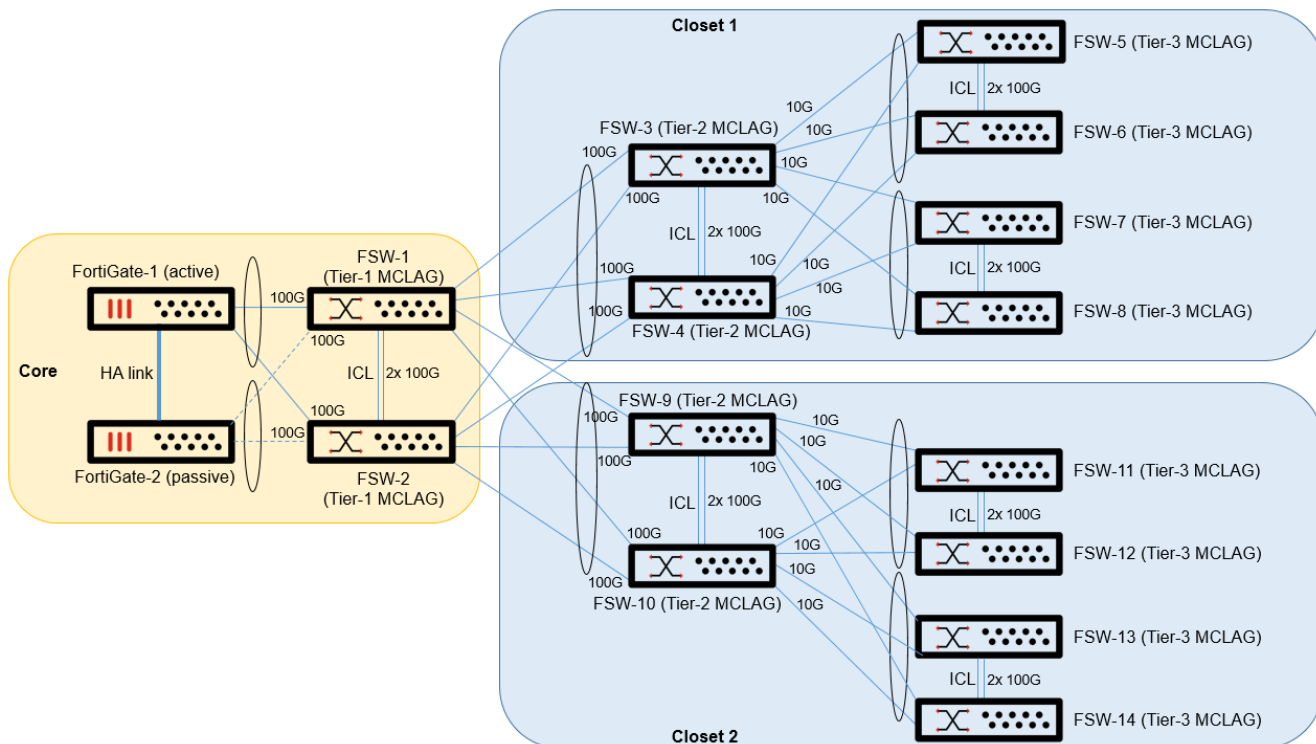 Closet 1
FSW-5 (Tier-3 MCLAG)
ICL
2x 100G
10G
10G
FSW-6 (Tier-3 MCLAG)
FSW-3 (Tier-2 MCLAG)
100G
10G
100G
10G
FSW-7 (Tier-3 MCLAG)
ICL
2x 100G
ICL
2x 100G
10G
10G
10G
100G
10G
100G
FSW-8 (Tier-3 MCLAG)
FSW-4 (Tier-2 MCLAG)
Core
FortiGate-1 (active)
FSW-1
(Tier-1 MCLAG)
100G
100G
HA link
ICL
2x 100G
100G
100G
FortiGate-2 (passive)
FSW-2
(Tier-1 MCLAG)
FSW-9 (Tier-2 MCLAG)
100G
10G
10G
100G
10G
10G
FSW-11 (Tier-3 MCLAG)
ICL
2x 100G
ICL
2x 100G
100G
10G
10G
10G
100G
10G
FSW-12 (Tier-3 MCLAG)
FSW-10 (Tier-2 MCLAG)
FSW-13 (Tier-3 MCLAG)
ICL
2x 100G
FSW-14 (Tier-3 MCLAG)
Closet 2